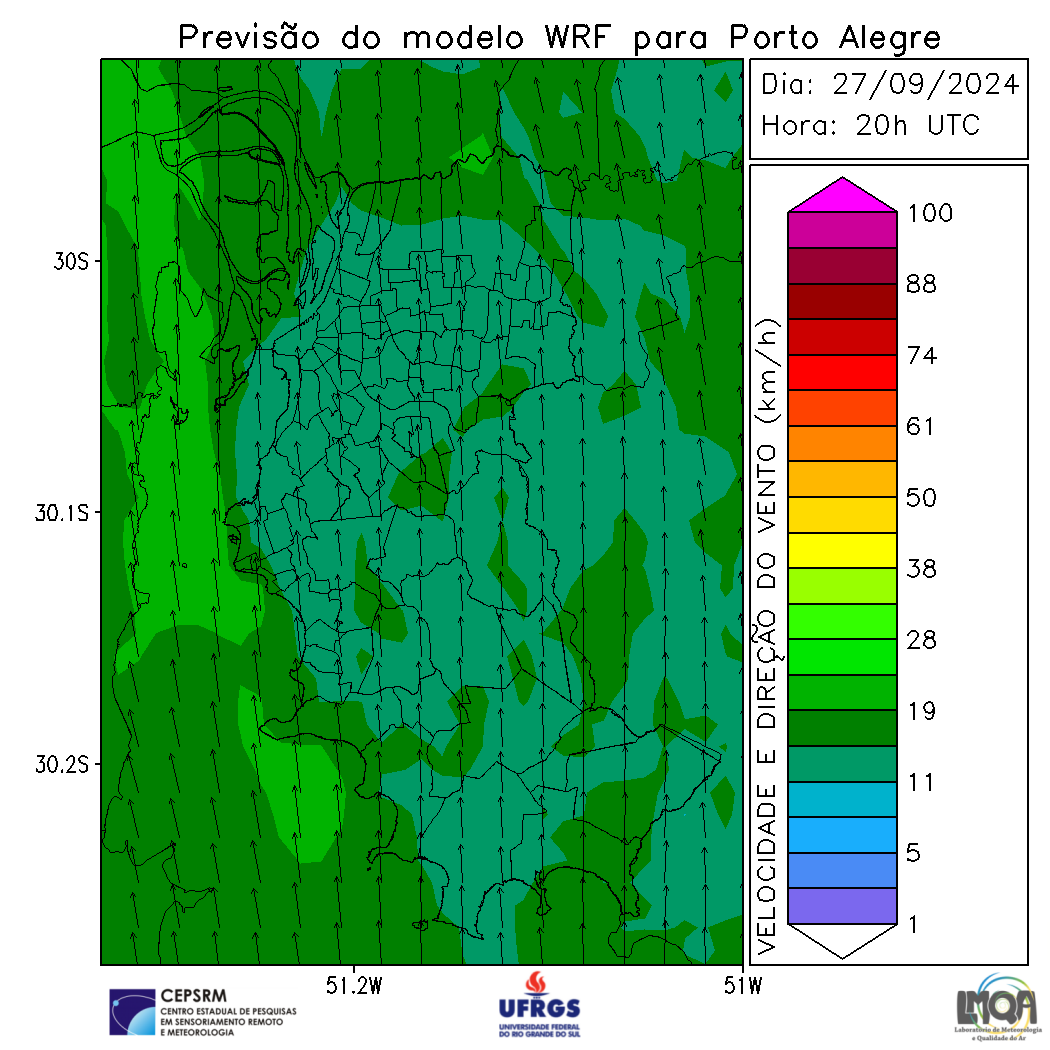 Previsão do modelo WRF para Porto Alegre
Dia: 27/09/2024
Hora: 20h UTC
30S
30.1S
30.2S
51.2W
51W
VELOCIDADE E DIREÇÃO DO VENTO (km/h)
100
88
74
61
50
38
28
19
11
5
1
CEPSRM
CENTRO ESTADUAL DE PESQUISAS
EM SENSORIAMENTO REMOTO
E METEOROLOGIA
UFRGS
UNIVERSIDADE FEDERAL
DO RIO GRANDE DO SUL
LMQA
Laboratório de Meteorologia
e Qualidade do Ar